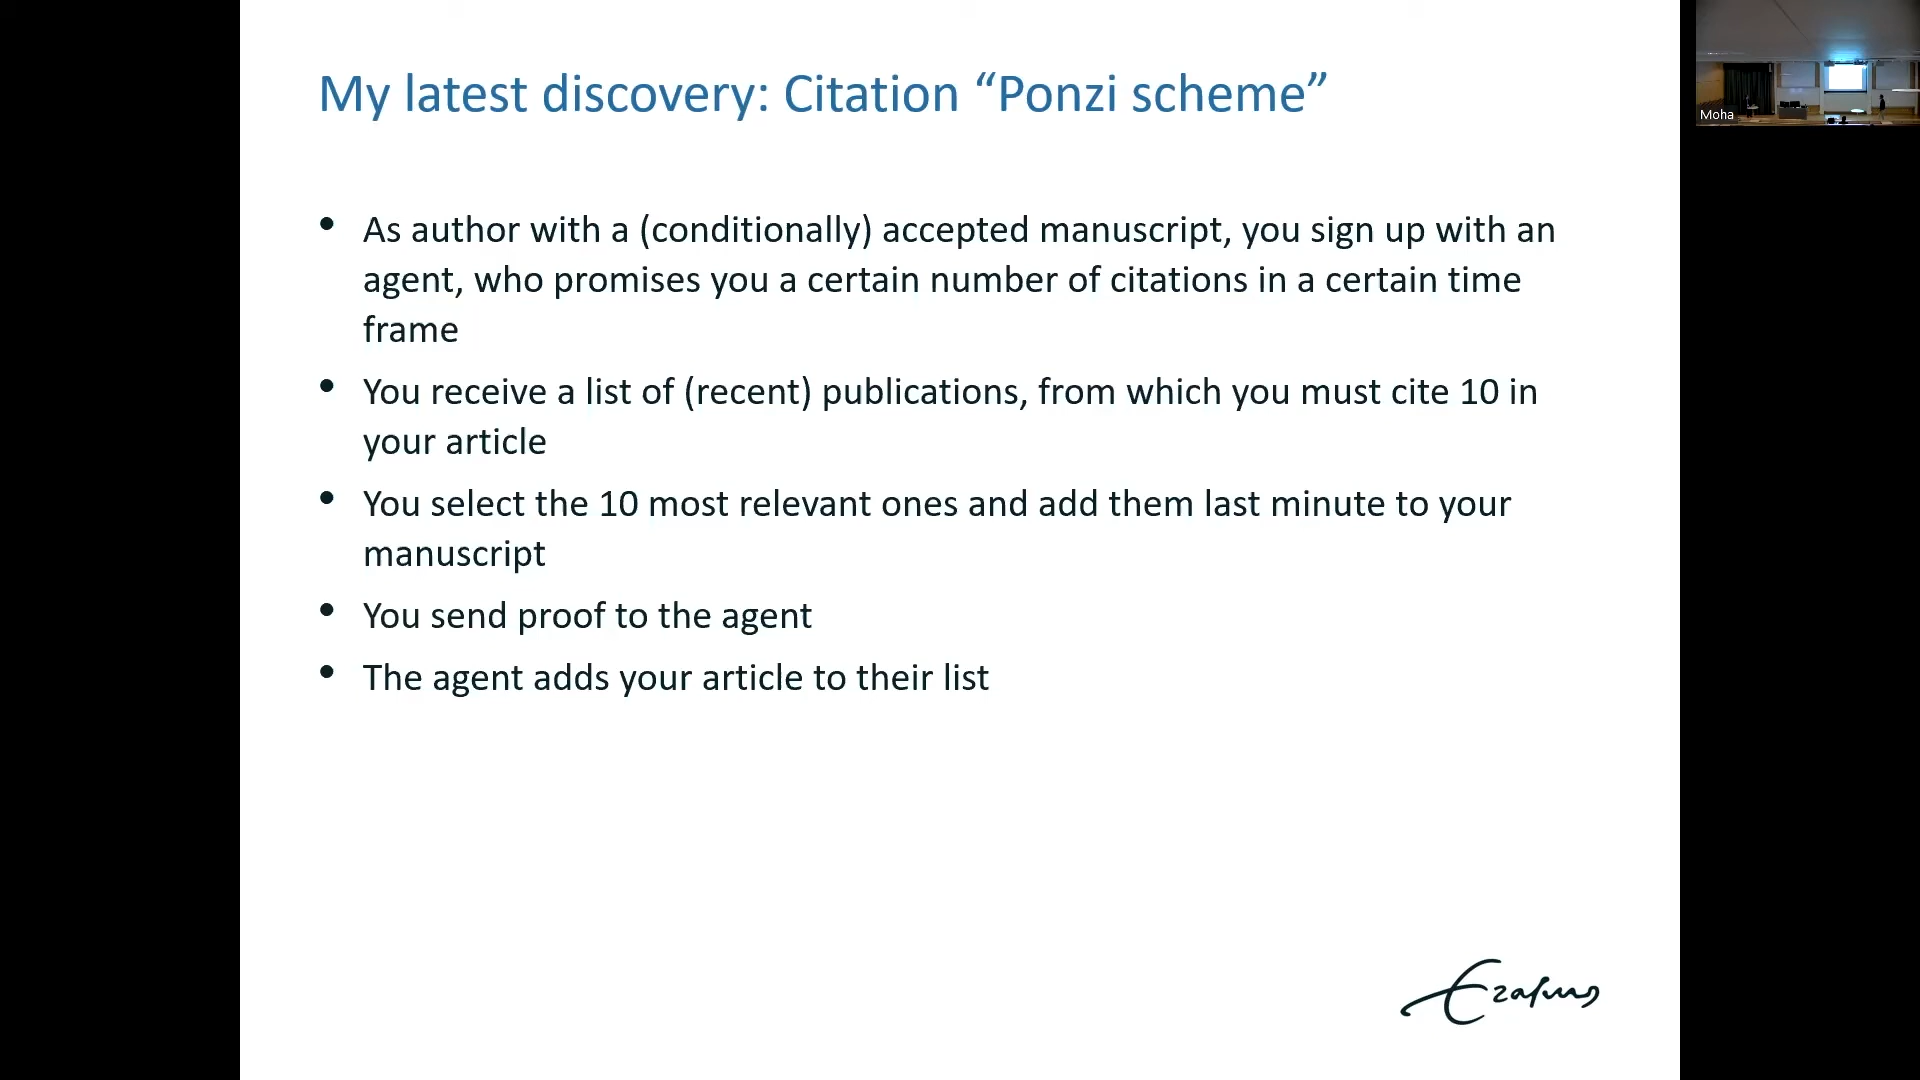 My latest discovery: Citation “Ponzi scheme”
• As author with a (conditionally) accepted manuscript, you sign up with an
agent, who promises you a certain number of citations in a certain time
frame
• You receive a list of (recent) publications, from which you must cite 10 in
your article
• You select the 10 most relevant ones and add them last minute to your
manuscript
• You send proof to the agent
• The agent adds your article to their list
Erasmus
Moha